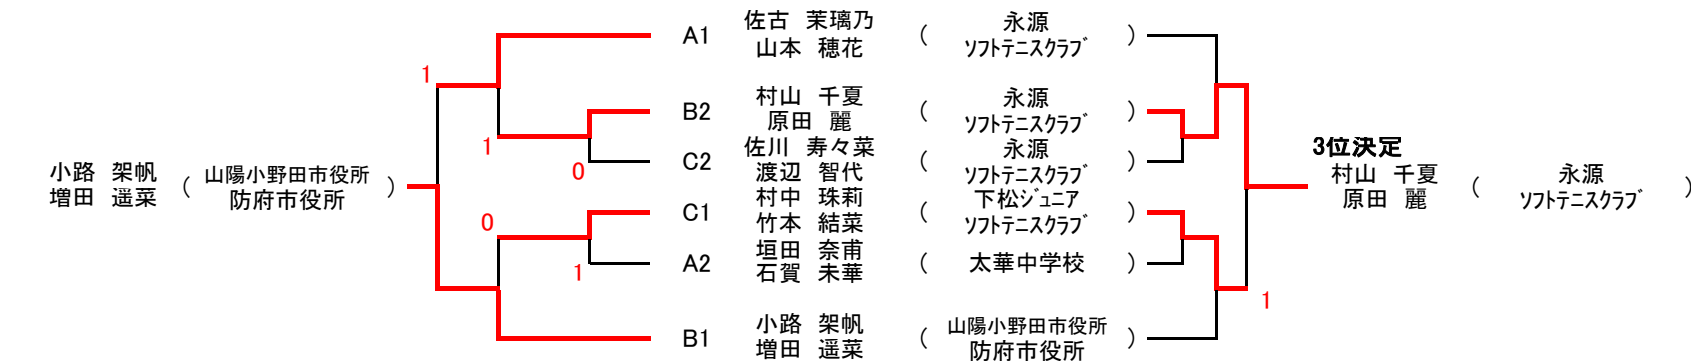 A1 佐古　茉璃乃 ( 永源 )
山本　穂花 ソフトテニスクラブ
1
B2 村山　千夏 ( 永源 )
原田　麗 ソフトテニスクラブ
1
C2 佐川　寿々菜 ( 永源 )
渡辺　智代 ソフトテニスクラブ
0
3位決定
小路　架帆 ( 山陽小野田市役所 )
増田　遥菜 防府市役所
村山　千夏 ( 永源 )
原田　麗 ソフトテニスクラブ
C1 村中　珠莉 ( 下松ジュニア )
竹本　結菜 ソフトテニスクラブ
0
A2 垣田　奈甫 ( 太華中学校 )
石賀　未華
1
1
B1 小路　架帆 ( 山陽小野田市役所 )
増田　遥菜 防府市役所